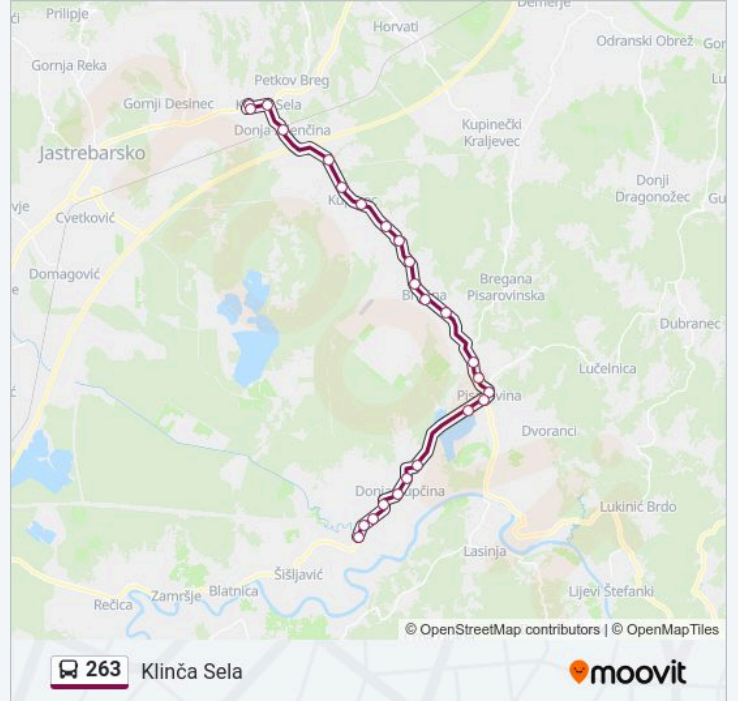 Demerje
Prilipje
Horvati
Odranski Obrež
Gornja Reka
Petkov Breg
Gornji Desinec
Donja
Kupinečki
Kraljevec
Jastrebarsko
Donji
Dragonožec
Cvetković
Domagović
Bregana
Pisarovinska
Dubranec
Lučelnica
Dvoranci
Lukinić Brdo
Lasinja
Šišljavić
Blatnica
Zamršje
Rečica
Lijevi Štefanki
© OpenStreetMap contributors | © OpenMapTiles
263 Klinča Sela
moovit